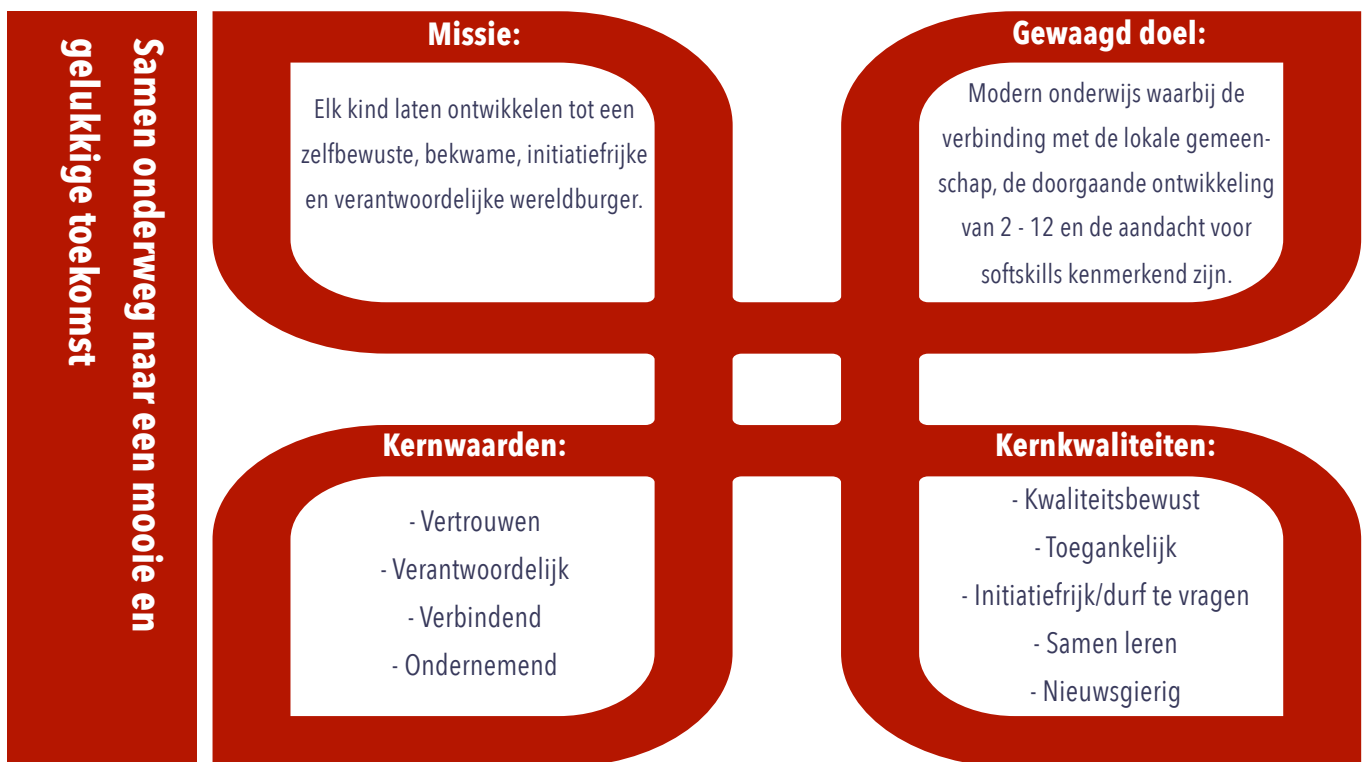 Samen onderweg naar een mooie en
gelukkige toekomst
Missie:
Elk kind laten ontwikkelen tot een
zelfbewuste, bekwame, initiatiefrijke
en verantwoordelijke wereldburger.
Gewaagd doel:
Modern onderwijs waarbij de
verbinding met de lokale gemeen-
schap, de doorgaande ontwikkeling
van 2 - 12 en de aandacht voor
softskills kenmerkend zijn.
Kernwaarden:
- Vertrouwen
- Verantwoordelijk
- Verbindend
- Ondernemend
Kernkwaliteiten:
- Kwaliteitsbewust
- Toegankelijk
- Initiatiefrijk/durf te vragen
- Samen leren
- Nieuwsgierig